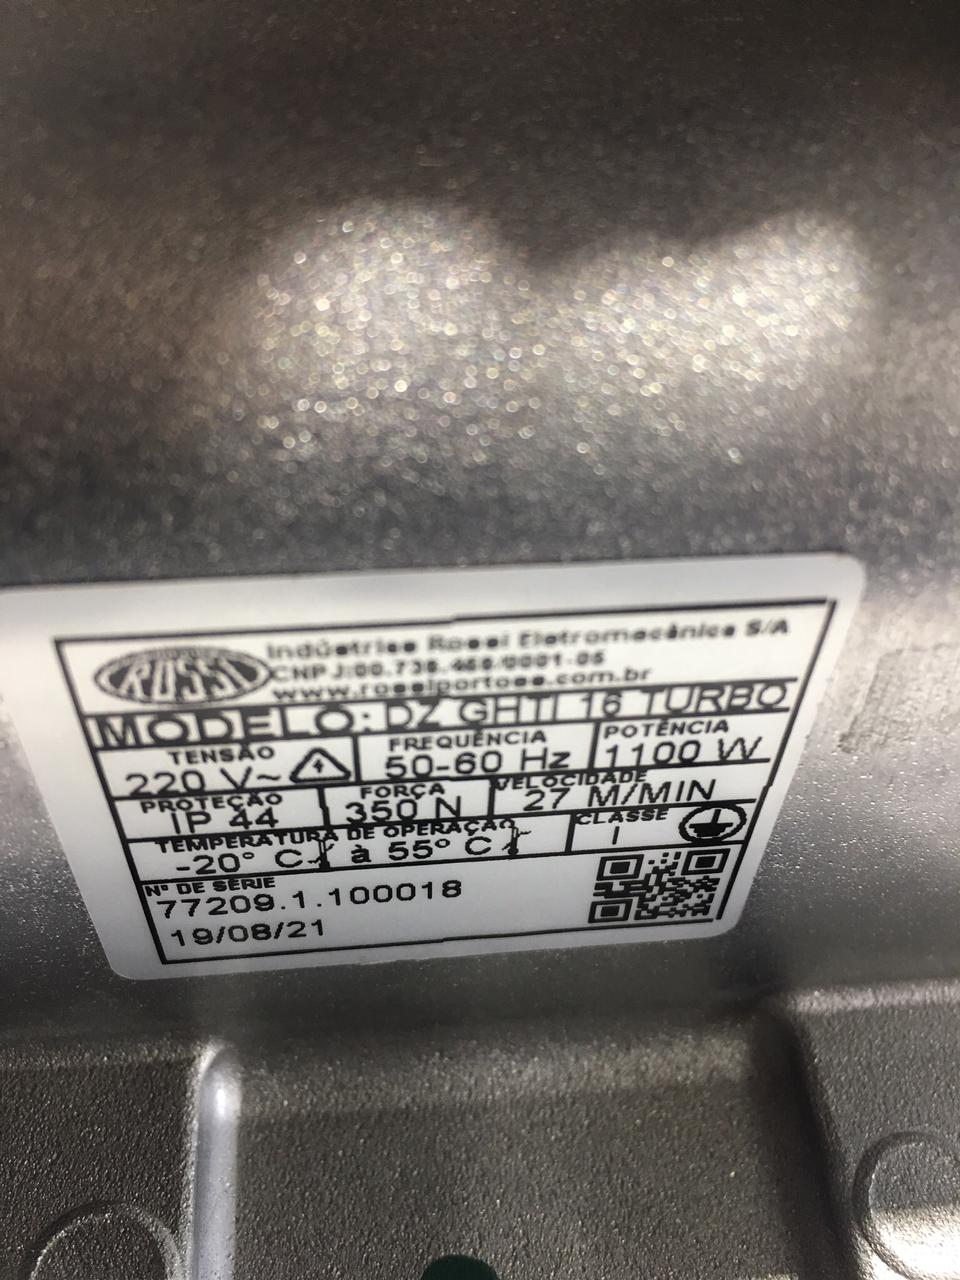 ROSSI
Indústrias Rossi Eletromecânica S/A
CNPJ:00.736.458/0001-05
www.rossiportoes.com.br
MODELO: DZ GHTI 16 TURBO
TENSÃO
220 V~
FREQUÊNCIA
50-60 Hz
POTÊNCIA
1100 W
PROTEÇÃO
IP 44
FORÇA
350 N
VELOCIDADE
27 M/MIN
TEMPERATURA DE OPERAÇÃO
-20° C à 55° C
CLASSE
I
Nº DE SÉRIE
77209.1.100018
19/08/21